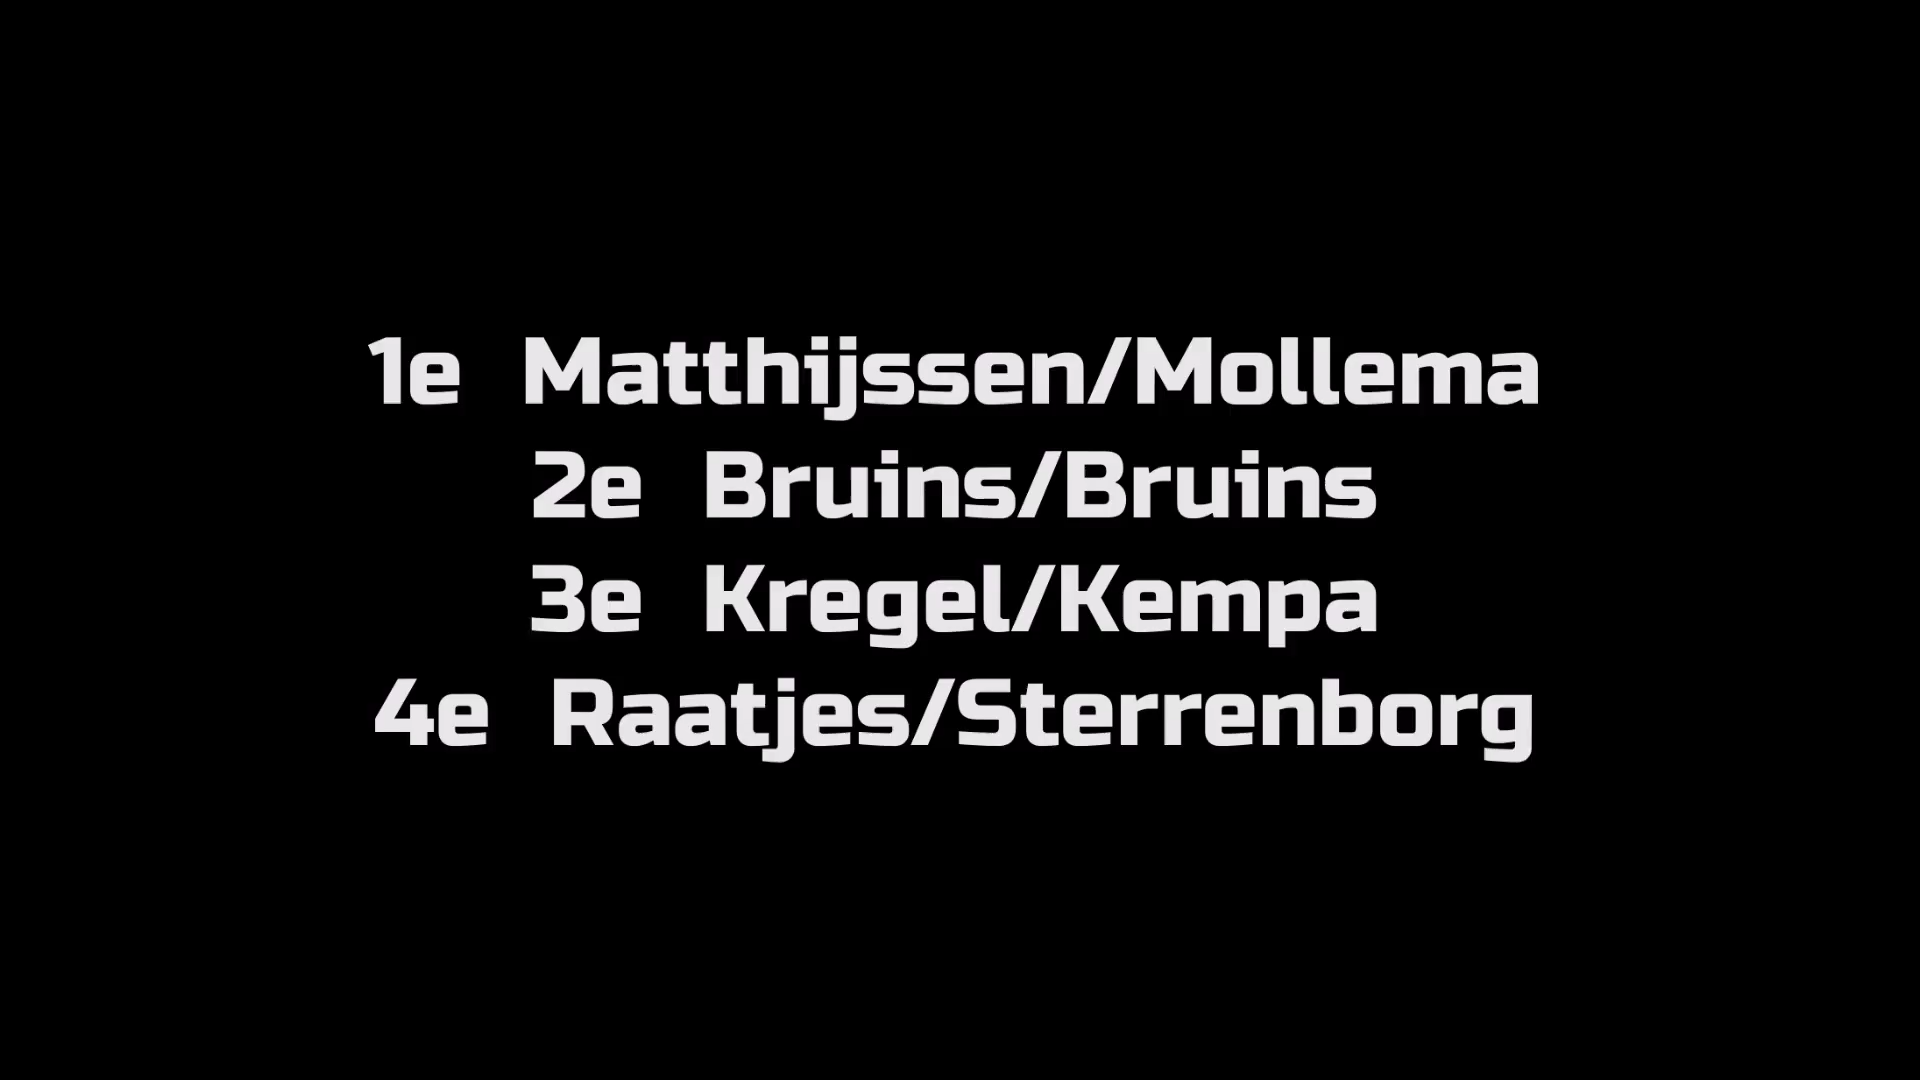 1e Matthijssen/Mollema
2e Bruins/Bruins
3e Kregel/Kempa
4e Raatjes/Sterrenborg